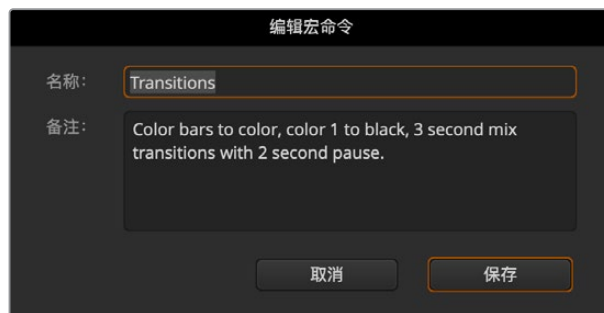 编辑宏命令
名称：
Transitions
备注：
Color bars to color, color 1 to black, 3 second mix
transitions with 2 second pause.
取消
保存